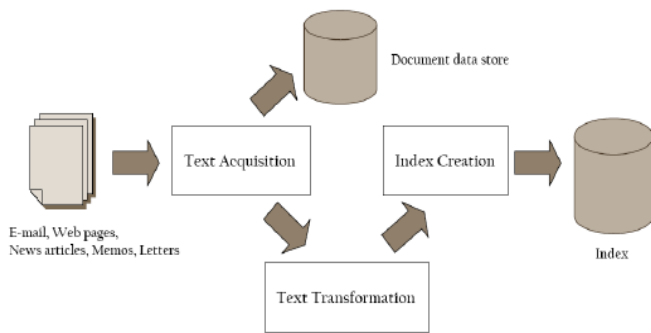 Document data store
Text Acquisition
Index Creation
E-mail, Web pages,
News articles, Memos, Letters
Index
Text Transformation